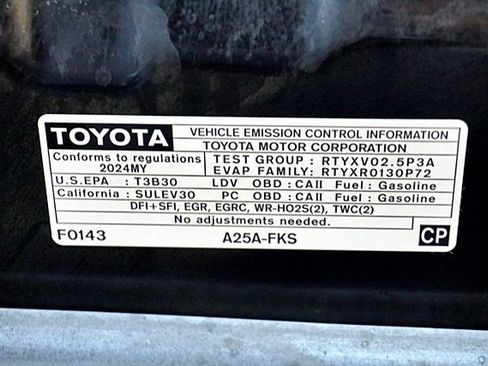 TOYOTA VEHICLE EMISSION CONTROL INFORMATION
TOYOTA MOTOR CORPORATION
Conforms to regulations TEST GROUP : RTYXV02.5P3A
2024MY EVAP FAMILY: RTYXR0130P72
U.S.EPA : T3B30 LDV OBD : CAII Fuel : Gasoline
California : SULEV30 PC OBD : CAII Fuel : Gasoline
DFI+SFI, EGR, EGRC, WR-HO2S(2), TWC(2)
No adjustments needed.
F0143 A25A-FKS CP